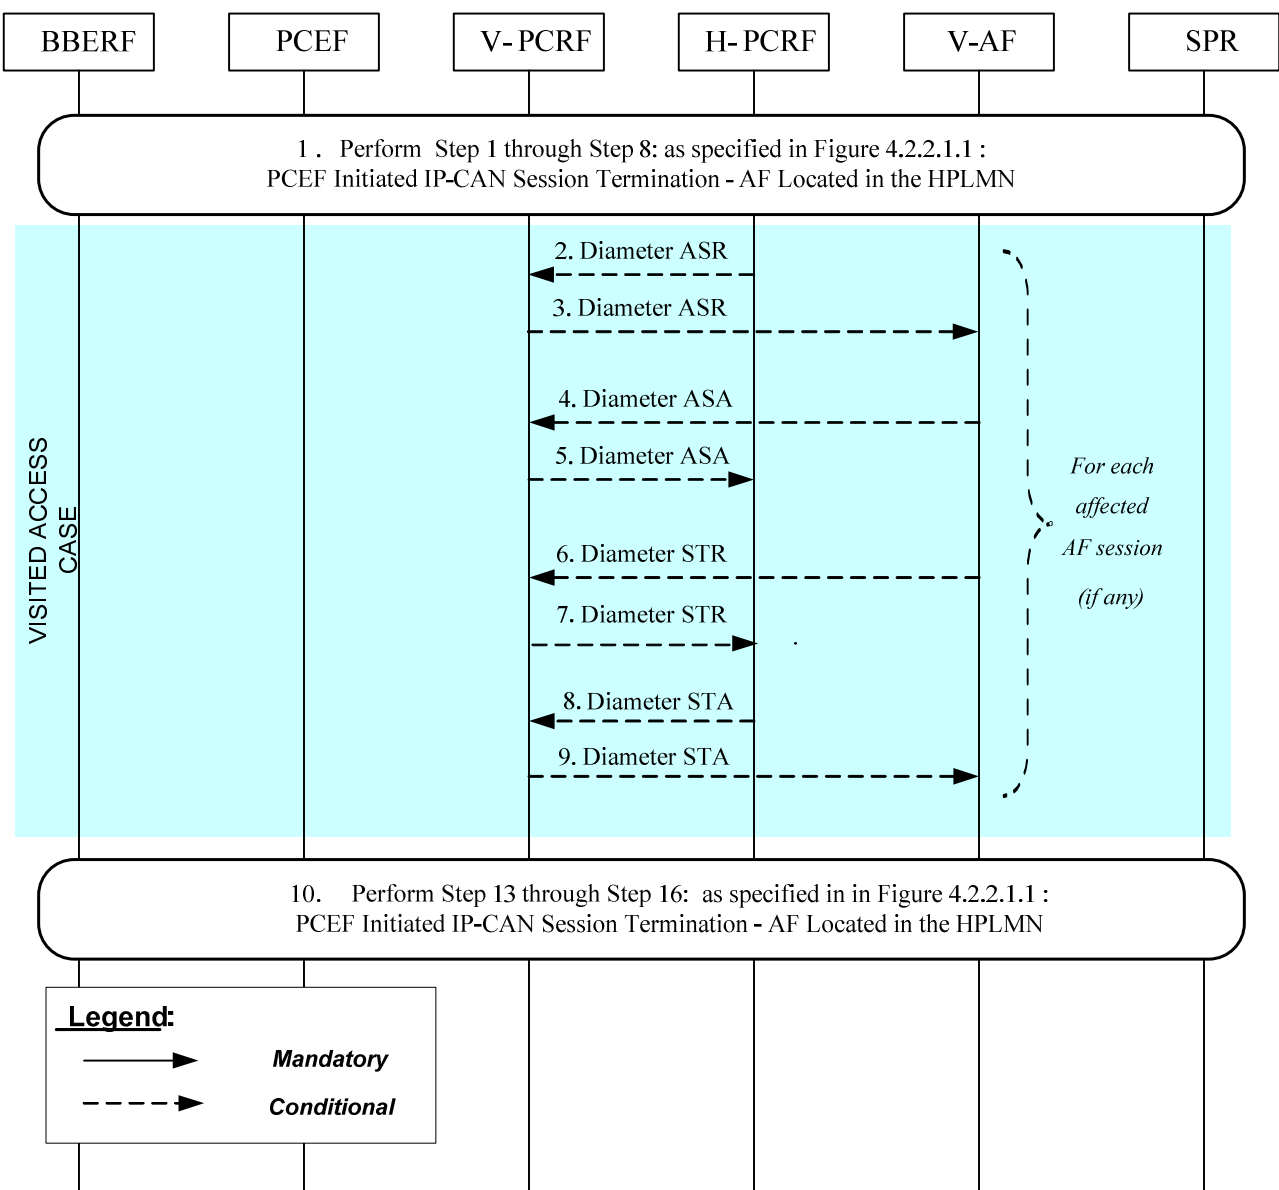 BBERF
PCEF
V- PCRF
H- PCRF
V-AF
SPR
1 . Perform Step 1 through Step 8: as specified in Figure 4.2.2.1.1 :
PCEF Initiated IP-CAN Session Termination - AF Located in the HPLMN
2. Diameter ASR
3. Diameter ASR
4. Diameter ASA
5. Diameter ASA
6. Diameter STR
7. Diameter STR
8. Diameter STA
9. Diameter STA
For each
affected
AF session
(if any)
VISITED ACCESS
CASE
10. Perform Step 13 through Step 16: as specified in in Figure 4.2.2.1.1 :
PCEF Initiated IP-CAN Session Termination - AF Located in the HPLMN
Legend:
Mandatory
Conditional